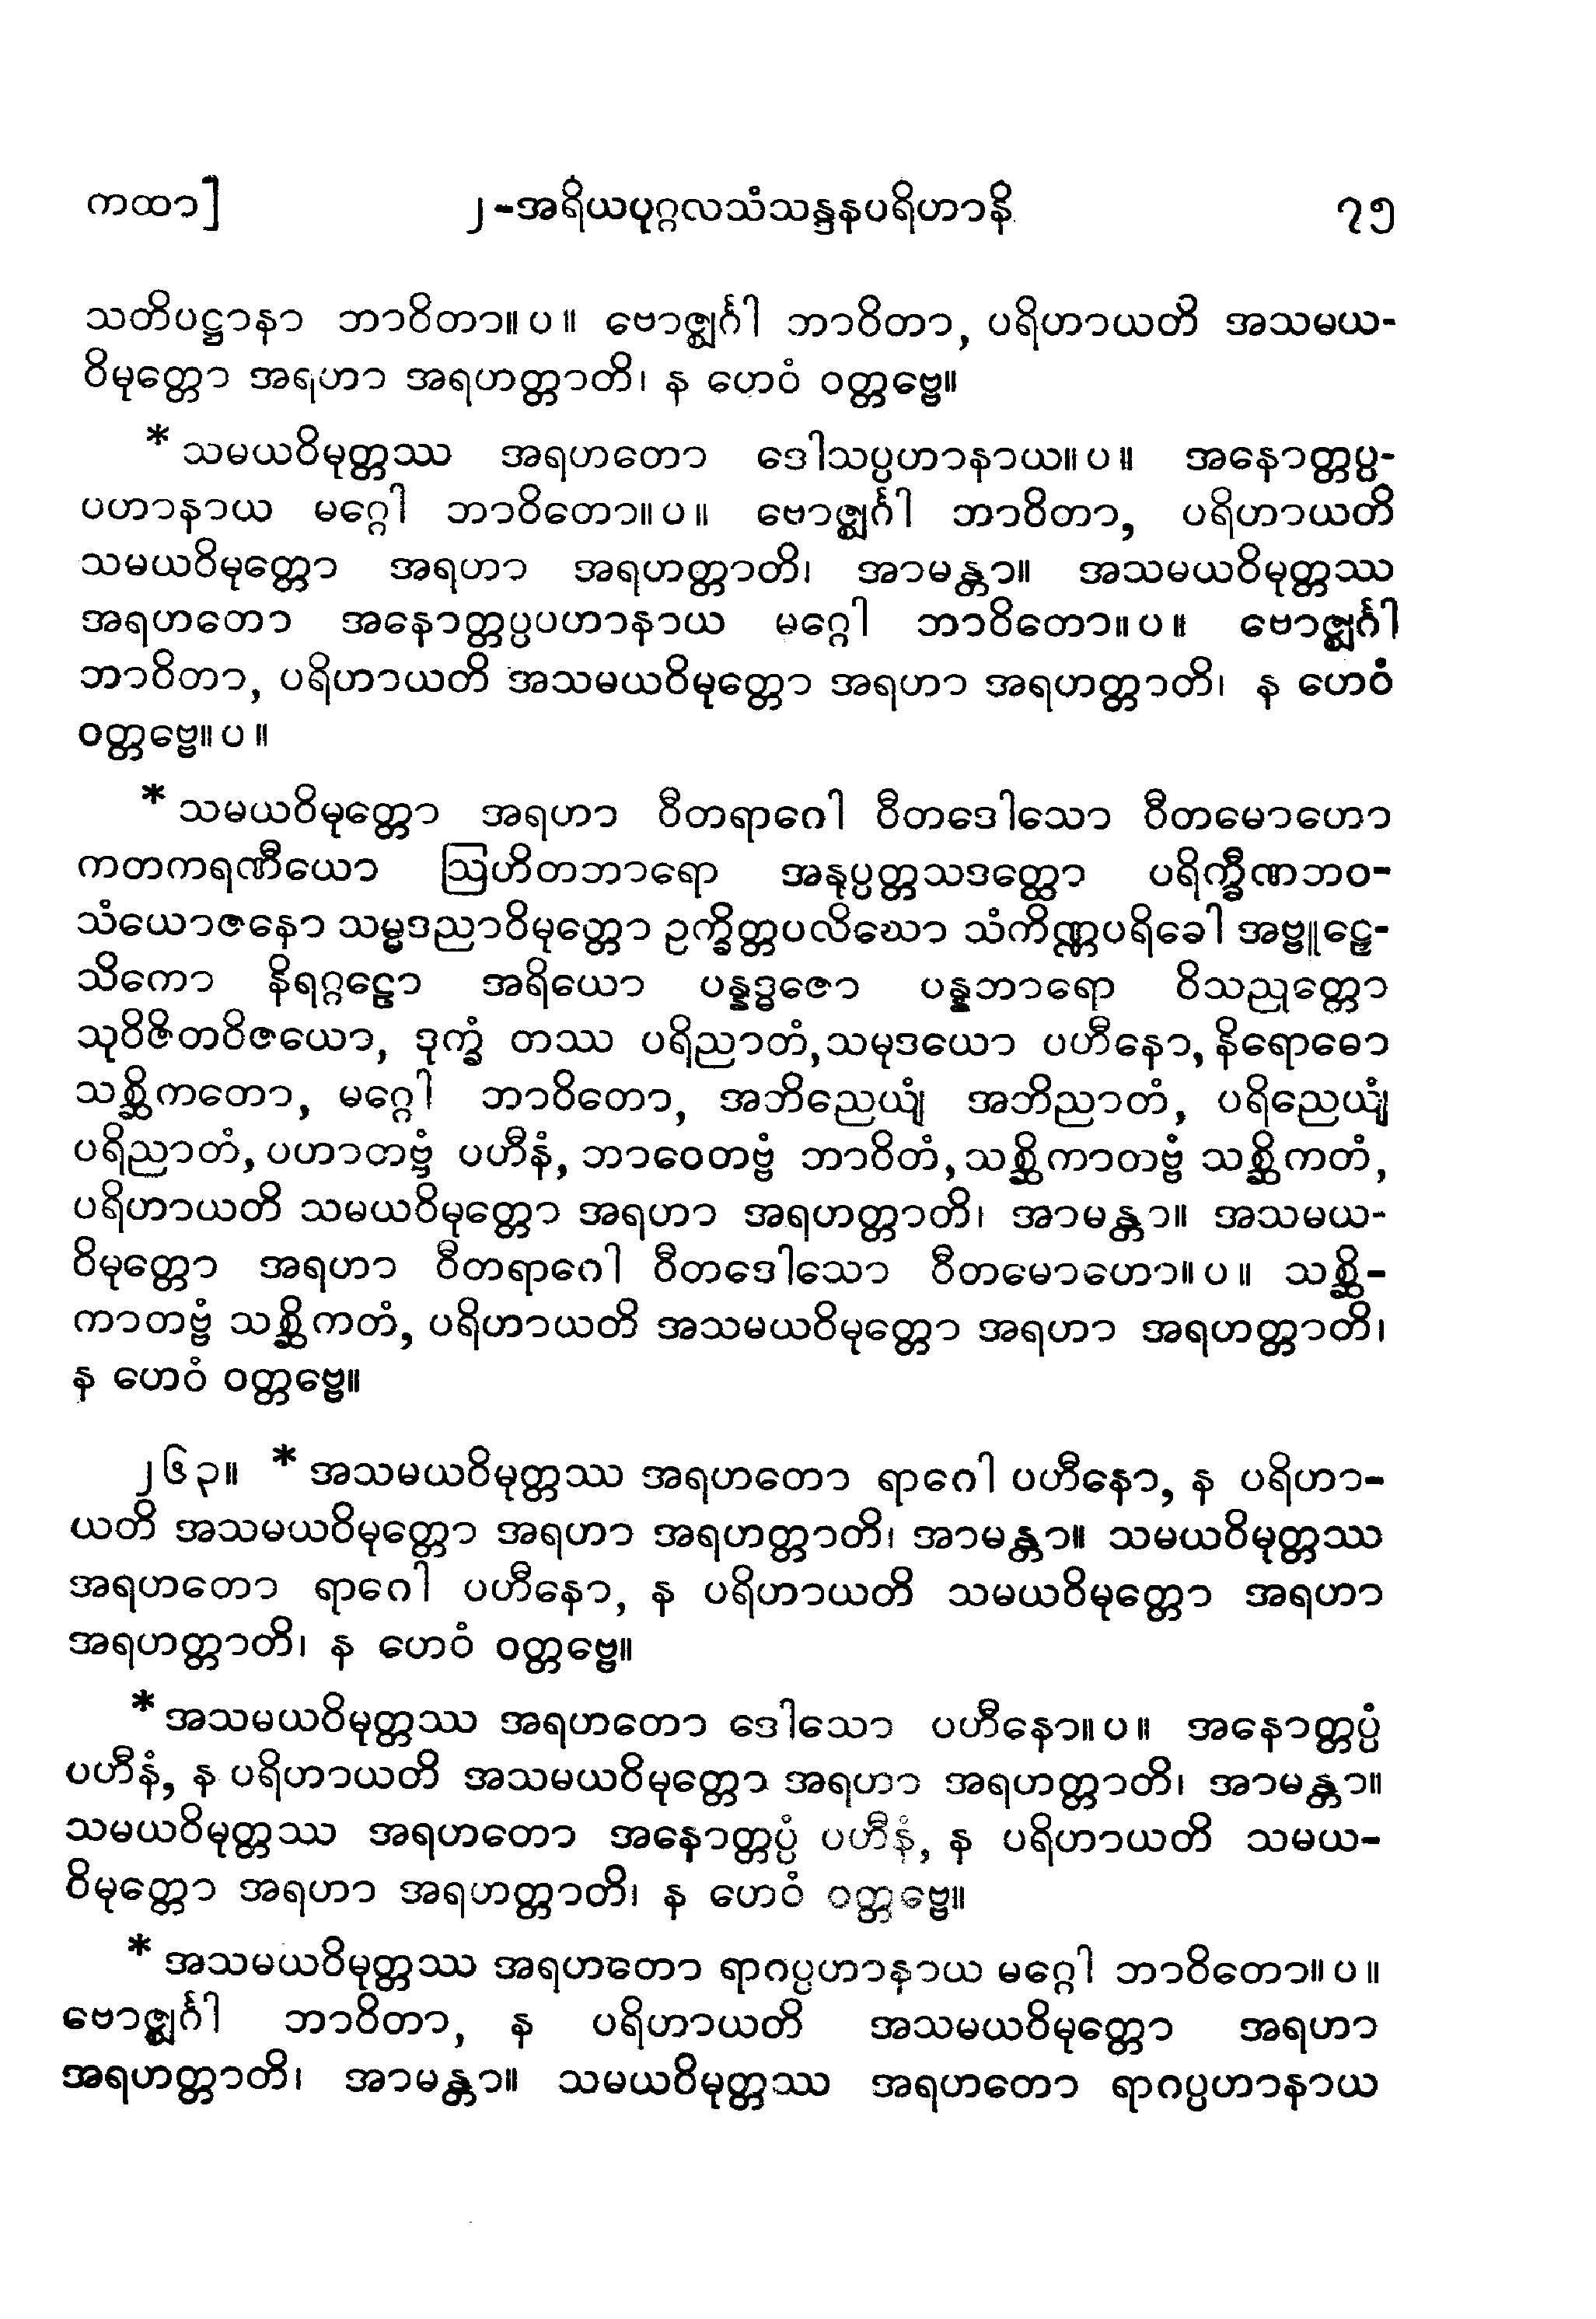 ကထာ] ၂-အရိယပုဂ္ဂလသံသန္ဒနပရိဟာနိ ၇၅
သတိပဋ္ဌာနာ ဘာဝိတာ။ပ။ ဗောဇ္ဈင်္ဂါ ဘာဝိတာ, ပရိဟာယတိ အသမယ-
ဝိမုတ္တော အရဟာ အရဟတ္တာတိ၊ န ဟေဝံ ဝတ္တဗ္ဗေ။
* သမယဝိမုတ္တဿ အရဟတော ဒေါသပ္ပဟာနာယ။ပ။ အနောတ္တပ္ပ-
ပဟာနာယ မဂ္ဂေါ ဘာဝိတော။ပ။ ဗောဇ္ဈင်္ဂါ ဘာဝိတာ, ပရိဟာယတိ
သမယဝိမုတ္တော အရဟာ အရဟတ္တာတိ၊ အာမန္တာ။ အသမယဝိမုတ္တဿ
အရဟတော အနောတ္တပ္ပပဟာနာယ မဂ္ဂေါ ဘာဝိတော။ပ။ ဗောဇ္ဈင်္ဂါ
ဘာဝိတာ, ပရိဟာယတိ အသမယဝိမုတ္တော အရဟာ အရဟတ္တာတိ၊ န ဟေဝံ
ဝတ္တဗ္ဗေ။ပ။
* သမယဝိမုတ္တော အရဟာ ဝီတရာဂေါ ဝီတဒေါသော ဝီတမောဟော
ကတကရဏီယော ဩဟိတဘာရော အနုပ္ပတ္တသဒတ္ထော ပရိက္ခီဏဘဝ-
သံယောဇနော သမ္မဒညာဝိမုတ္တော ဥက္ခိတ္တပလိဃော သံကိဏ္ဏပရိခေါ အဗ္ဗူဠှေ-
သိကော နိရဂ္ဂဠော အရိယော ပန္နဒ္ဓဇော ပန္နဘာရော ဝိသညုတ္တော
သုဝိဇိတဝိဇယော, ဒုက္ခံ တဿ ပရိညာတံ,သမုဒယော ပဟီနော, နိရောဓော
သစ္ဆိကတော, မဂ္ဂေါ ဘာဝိတော, အဘိညေယျံ အဘိညာတံ, ပရိညေယျံ
ပရိညာတံ, ပဟာတဗ္ဗံ ပဟီနံ, ဘာဝေတဗ္ဗံ ဘာဝိတံ,သစ္ဆိကာတဗ္ဗံ သစ္ဆိကတံ,
ပရိဟာယတိ သမယဝိမုတ္တော အရဟာ အရဟတ္တာတိ၊ အာမန္တာ။ အသမယ-
ဝိမုတ္တော အရဟာ ဝီတရာဂေါ ဝီတဒေါသော ဝီတမောဟော။ပ။ သစ္ဆိ-
ကာတဗ္ဗံ သစ္ဆိကတံ, ပရိဟာယတိ အသမယဝိမုတ္တော အရဟာ အရဟတ္တာတိ၊
န ဟေဝံ ဝတ္တဗ္ဗေ။
၂၆၃။ * အသမယဝိမုတ္တဿ အရဟတော ရာဂေါ ပဟီနော, န ပရိဟာ-
ယတိ အသမယဝိမုတ္တော အရဟာ အရဟတ္တာတိ၊ အာမန္တာ။ သမယဝိမုတ္တဿ
အရဟတော ရာဂေါ ပဟီနော, န ပရိဟာယတိ သမယဝိမုတ္တော အရဟာ
အရဟတ္တာတိ၊ န ဟေဝံ ဝတ္တဗ္ဗေ။
* အသမယဝိမုတ္တဿ အရဟတော ဒေါသော ပဟီနော။ပ။ အနောတ္တပ္ပံ
ပဟီနံ, န ပရိဟာယတိ အသမယဝိမုတ္တော အရဟာ အရဟတ္တာတိ၊ အာမန္တာ။
သမယဝိမုတ္တဿ အရဟတော အနောတ္တပ္ပံ ပဟီနံ, န ပရိဟာယတိ သမယ-
ဝိမုတ္တော အရဟာ အရဟတ္တာတိ၊ န ဟေဝံ ဝတ္တဗ္ဗေ။
* အသမယဝိမုတ္တဿ အရဟတော ရာဂပ္ပဟာနာယ မဂ္ဂေါ ဘာဝိတော။ပ။
ဗောဇ္ဈင်္ဂါ ဘာဝိတာ, န ပရိဟာယတိ အသမယဝိမုတ္တော အရဟာ
အရဟတ္တာတိ၊ အာမန္တာ။ သမယဝိမုတ္တဿ အရဟတော ရာဂပ္ပဟာနာယ